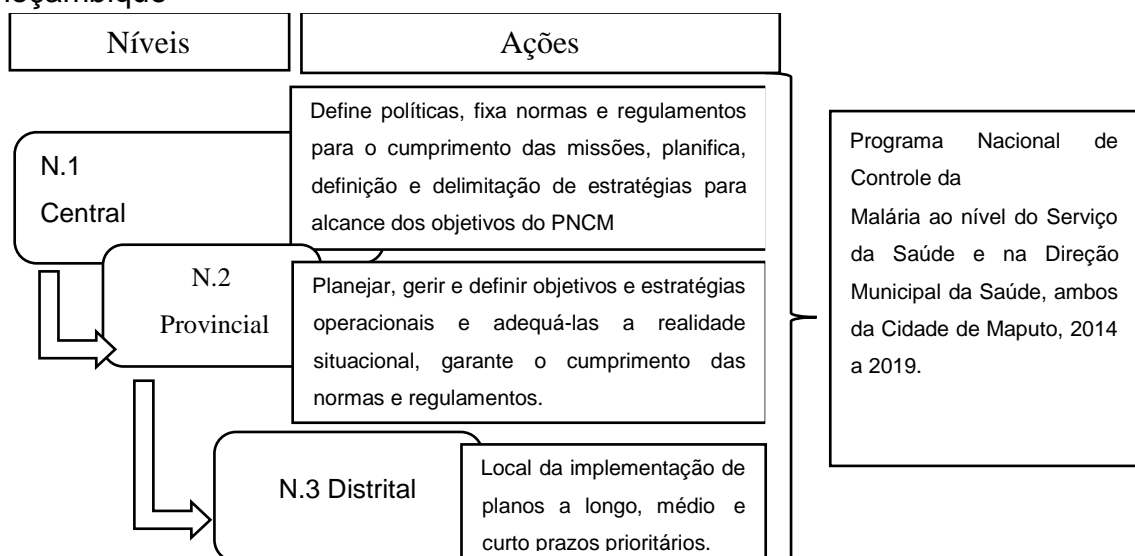 Níveis
Ações
N.1
Central
Define políticas, fixa normas e regulamentos
para o cumprimento das missões, planifica,
definição e delimitação de estratégias para
alcance dos objetivos do PNCM
N.2
Provincial
Planejar, gerir e definir objetivos e estratégias
operacionais e adequá-las a realidade
situacional, garante o cumprimento das
normas e regulamentos.
N.3 Distrital
Local da implementação de
planos a longo, médio e
curto prazos prioritários.
Programa Nacional de
Controle da
Malária ao nível do Serviço
da Saúde e na Direção
Municipal da Saúde, ambos
da Cidade de Maputo, 2014
a 2019.